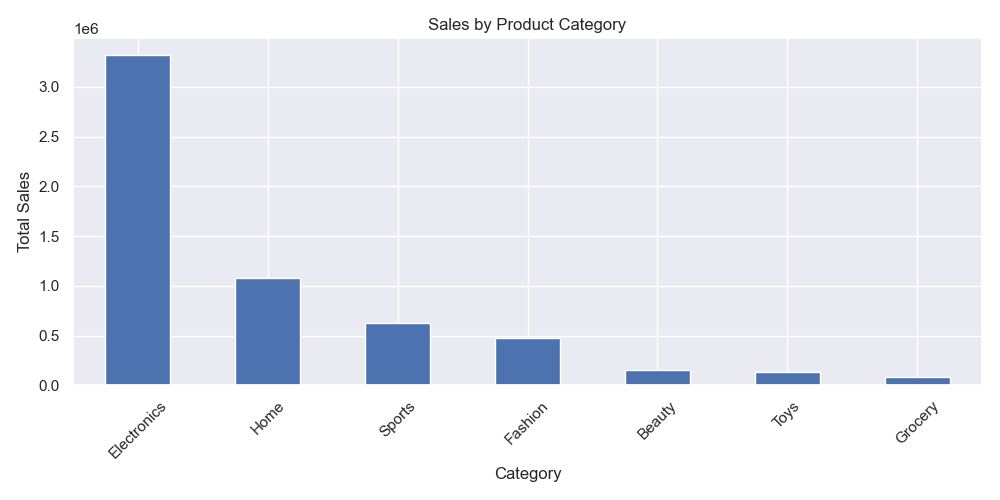 Sales by Product Category
1e6
3.0
2.5
2.0
1.5
1.0
0.5
0.0
Total Sales
Electronics
Home
Sports
Fashion
Beauty
Toys
Grocery
Category